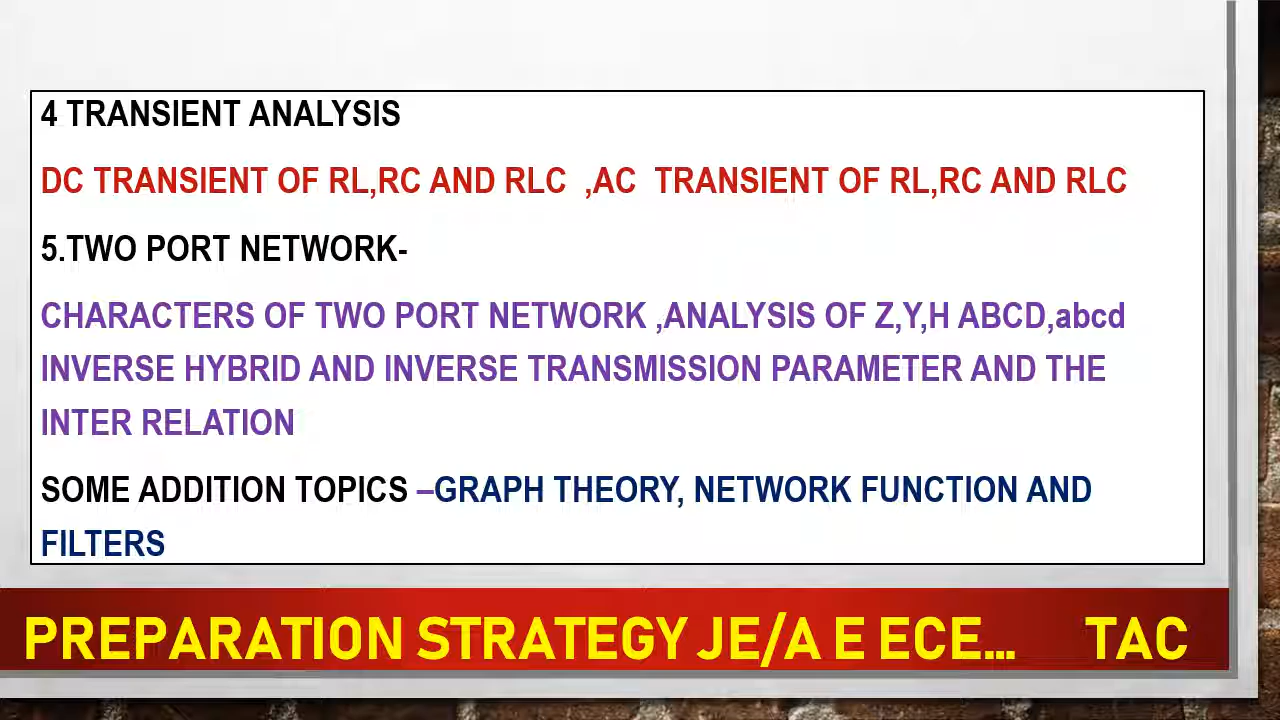 4 TRANSIENT ANALYSIS
DC TRANSIENT OF RL,RC AND RLC ,AC TRANSIENT OF RL,RC AND RLC
5.TWO PORT NETWORK-
CHARACTERS OF TWO PORT NETWORK ,ANALYSIS OF Z,Y,H ABCD,abcd
INVERSE HYBRID AND INVERSE TRANSMISSION PARAMETER AND THE
INTER RELATION
SOME ADDITION TOPICS –GRAPH THEORY, NETWORK FUNCTION AND
FILTERS
PREPARATION STRATEGY JE/A E ECE... TAC